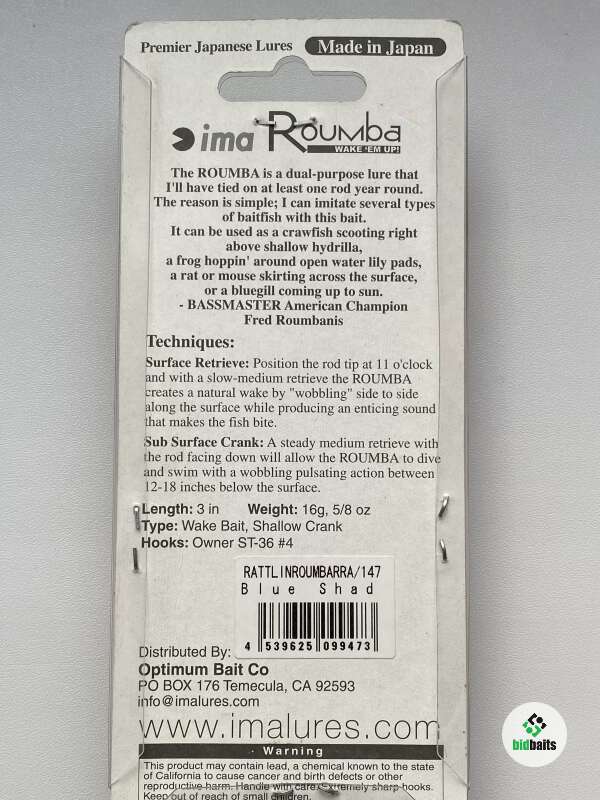 Premier Japanese Lures Made in Japan
ima Roumba
WAKE 'EM UP!
The ROUMBA is a dual-purpose lure that
I'll have tied on at least one rod year round.
The reason is simple; I can imitate several types
of baitfish with this bait.
It can be used as a crawfish scooting right
above shallow hydrilla,
a frog hoppin' around open water lily pads,
a rat or mouse skirting across the surface,
or a bluegill coming up to sun.
- BASSMASTER American Champion
Fred Roumbanis
Techniques:
Surface Retrieve: Position the rod tip at 11 o'clock
and with a slow-medium retrieve the ROUMBA
creates a natural wake by "wobbling" side to side
along the surface while producing an enticing sound
that makes the fish bite.
Sub Surface Crank: A steady medium retrieve with
the rod facing down will allow the ROUMBA to dive
and swim with a wobbling pulsating action between
12-18 inches below the surface.
Length: 3 in Weight: 16g, 5/8 oz
Type: Wake Bait, Shallow Crank
Hooks: Owner ST-36 #4
RATTLINROUMBARRA/147
Blue Shad
4 539625 099473
Distributed By:
Optimum Bait Co
PO BOX 176 Temecula, CA 92593
info@imalures.com
www.imalures.com
· Warning
This product may contain lead, a chemical known to the state
of California to cause cancer and birth defects or other
reproductive harm. Handle with care. Extremely sharp hooks.
Keep out of reach of small children.
bidbaits